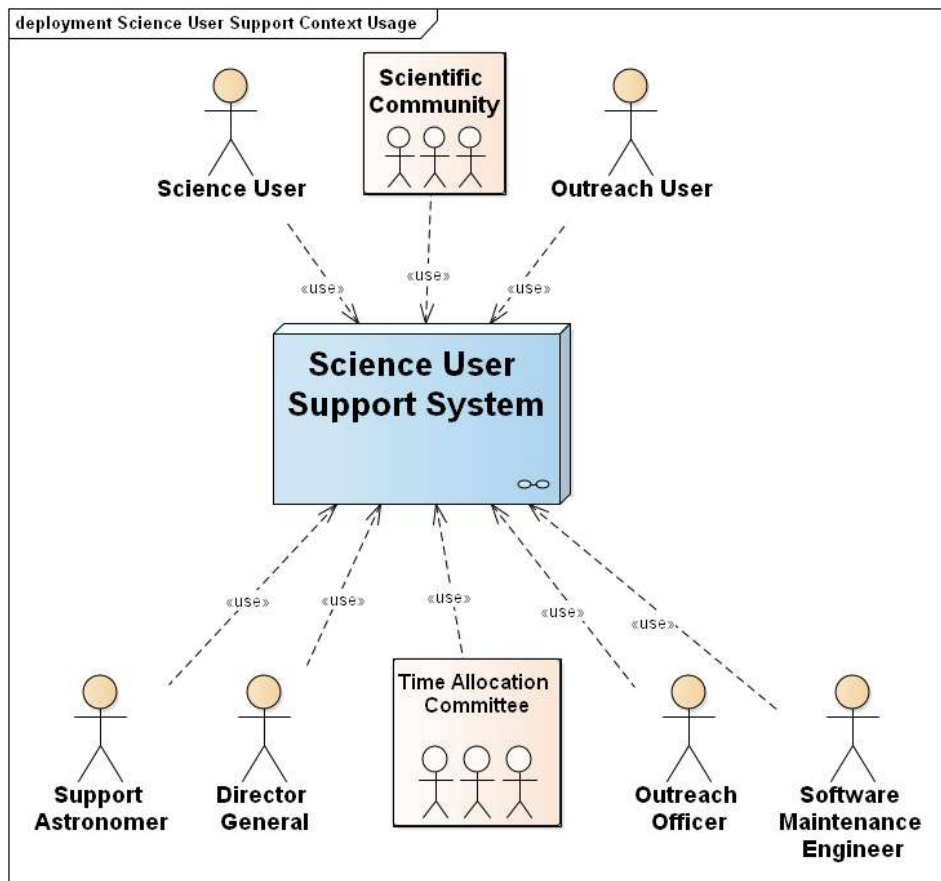 deployment Science User Support Context Usage
Scientific
Community
Science User
Outreach User
«use»
«use»
«use»
Science User
Support System
«use»
«use»
«use»
«use»
«use»
Time Allocation
Committee
Support
Astronomer
Director
General
Outreach
Officer
Software
Maintenance
Engineer